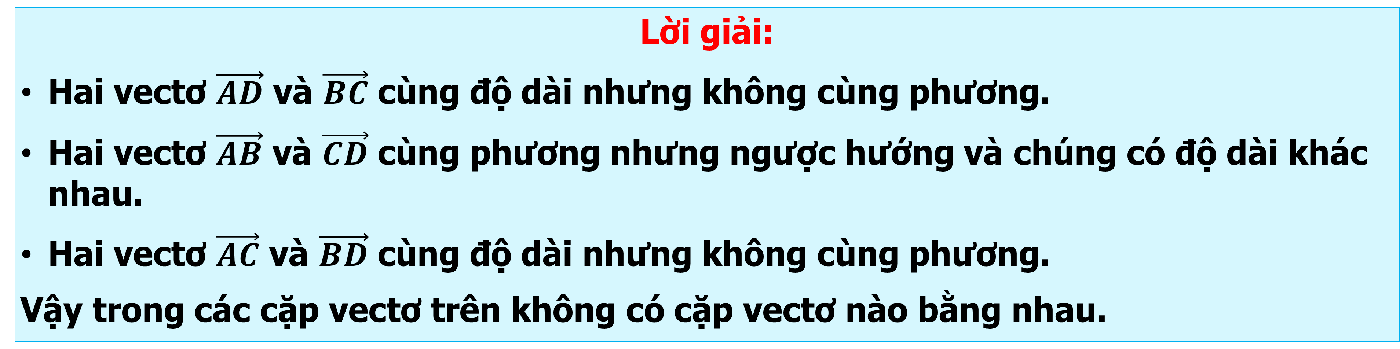 Lời giải:
• Hai vectơ $\overrightarrow{AD}$ và $\overrightarrow{BC}$ cùng độ dài nhưng không cùng phương.
• Hai vectơ $\overrightarrow{AB}$ và $\overrightarrow{CD}$ cùng phương nhưng ngược hướng và chúng có độ dài khác
nhau.
• Hai vectơ $\overrightarrow{AC}$ và $\overrightarrow{BD}$ cùng độ dài nhưng không cùng phương.
Vậy trong các cặp vectơ trên không có cặp vectơ nào bằng nhau.